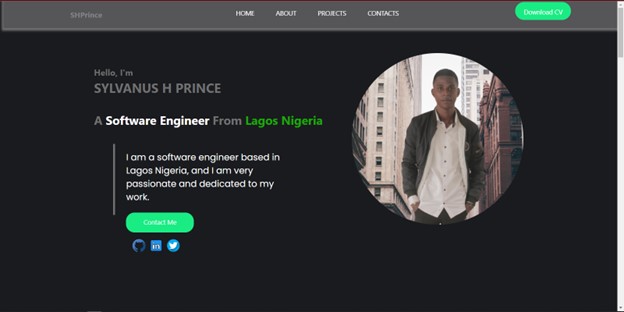 SHPrince
HOME ABOUT PROJECTS CONTACTS
Download CV
Hello, I'm
SYLVANUS H PRINCE
A Software Engineer From Lagos Nigeria
I am a software engineer based in
Lagos Nigeria, and I am very
passionate and dedicated to my
work.
Contact Me
in